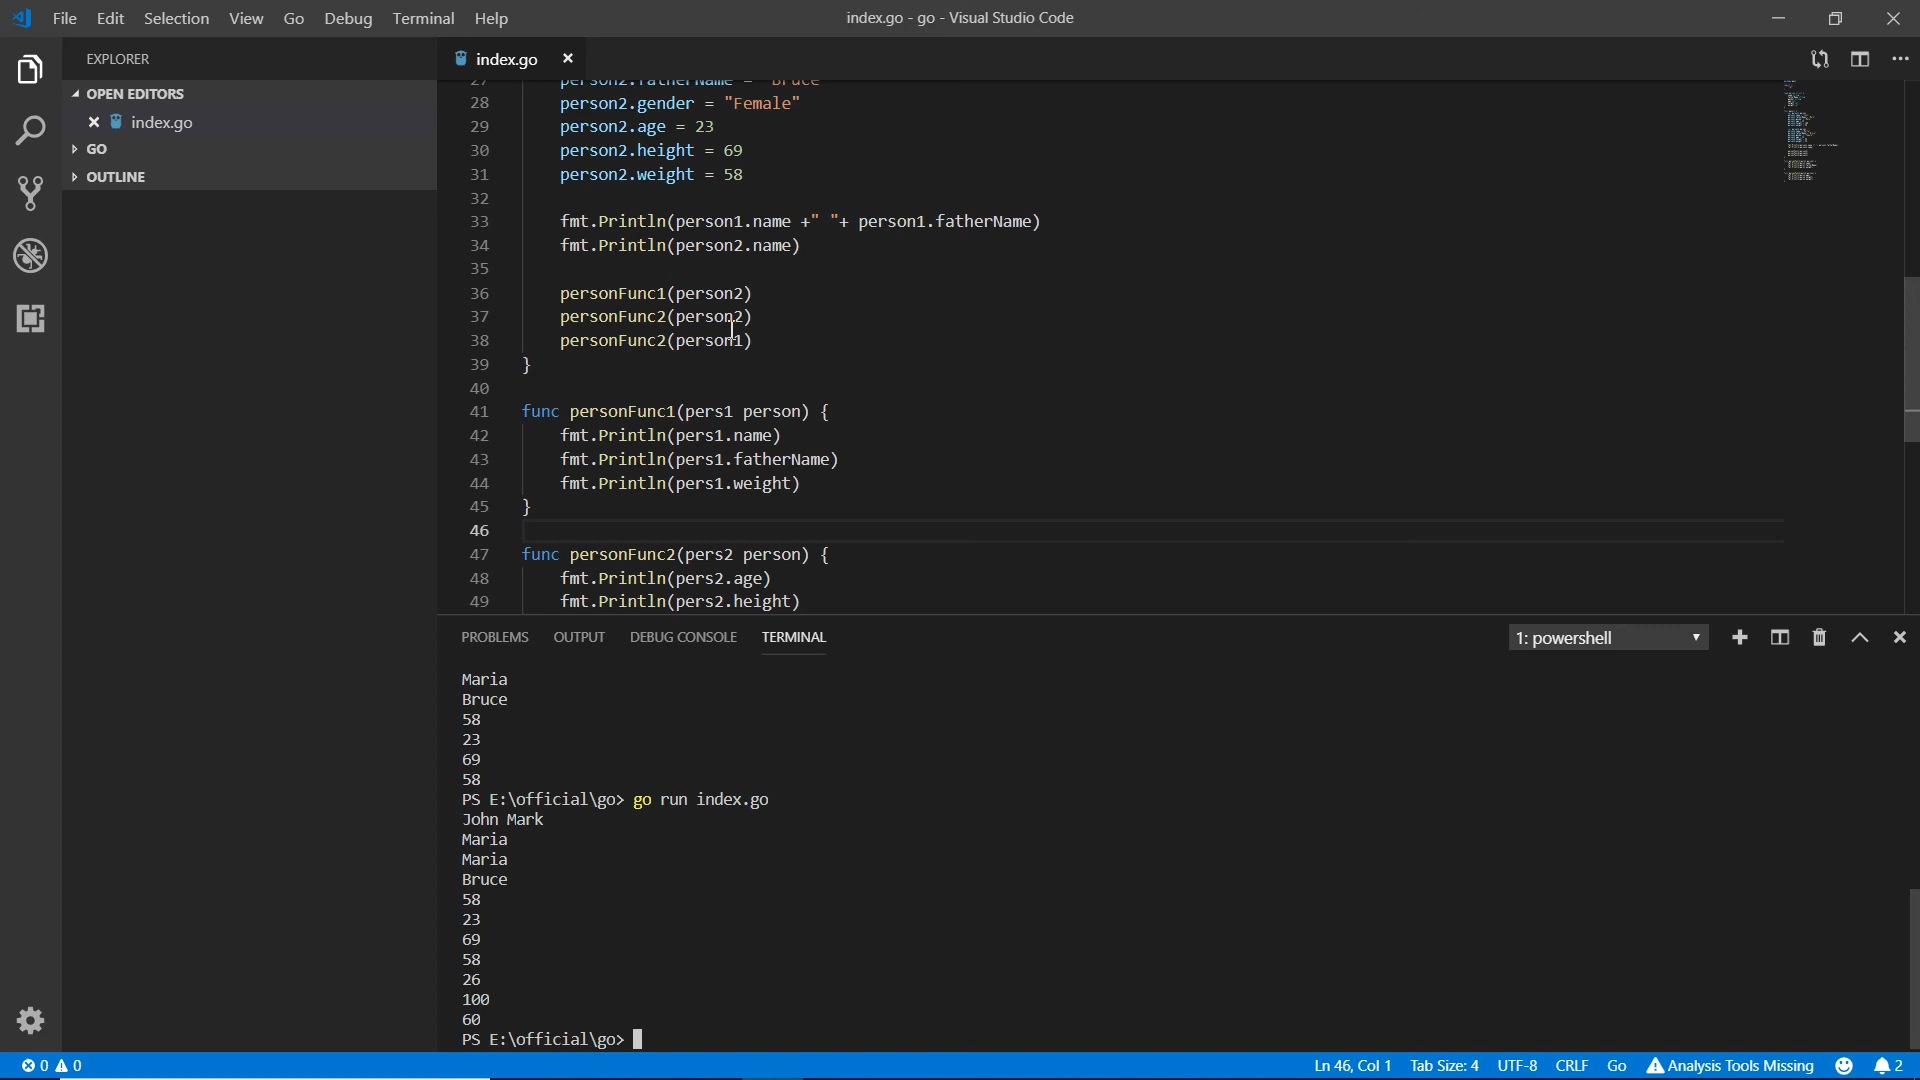 File Edit Selection View Go Debug Terminal Help
index.go - go - Visual Studio Code
EXPLORER
OPEN EDITORS
index.go
GO
OUTLINE
index.go
27 person2.fatherName = "Bruce"
28 person2.gender = "Female"
29 person2.age = 23
30 person2.height = 69
31 person2.weight = 58
32
33 fmt.Println(person1.name +" "+ person1.fatherName)
34 fmt.Println(person2.name)
35
36 personFunc1(person2)
37 personFunc2(person2)
38 personFunc2(person1)
39 }
40
41 func personFunc1(pers1 person) {
42 fmt.Println(pers1.name)
43 fmt.Println(pers1.fatherName)
44 fmt.Println(pers1.weight)
45 }
46
47 func personFunc2(pers2 person) {
48 fmt.Println(pers2.age)
49 fmt.Println(pers2.height)
PROBLEMS OUTPUT DEBUG CONSOLE TERMINAL
1: powershell
Maria
Bruce
58
23
69
58
PS E:\official\go> go run index.go
John Mark
Maria
Maria
Bruce
58
23
69
58
26
100
60
PS E:\official\go>
0 0
Ln 46, Col 1 Tab Size: 4 UTF-8 CRLF Go Analysis Tools Missing 2